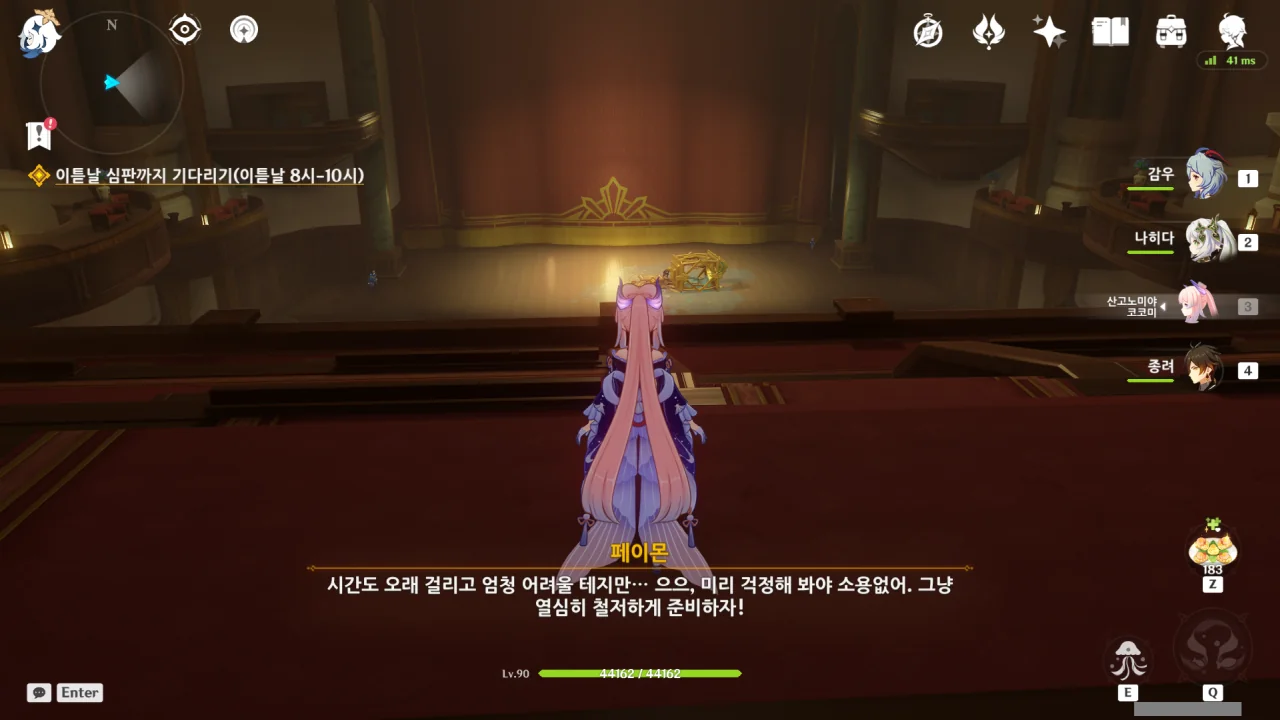 N
41 ms
이튿날 심판까지 기다리기(이튿날 8시-10시)
감우
1
나히다
2
산고노미야
코코미
3
종려
4
페이몬
시간도 오래 걸리고 엄청 어려울 테지만… 으으, 미리 걱정해 봐야 소용없어. 그냥
열심히 철저하게 준비하자!
183
Z
Lv.90
44162 / 44162
Enter
E
Q